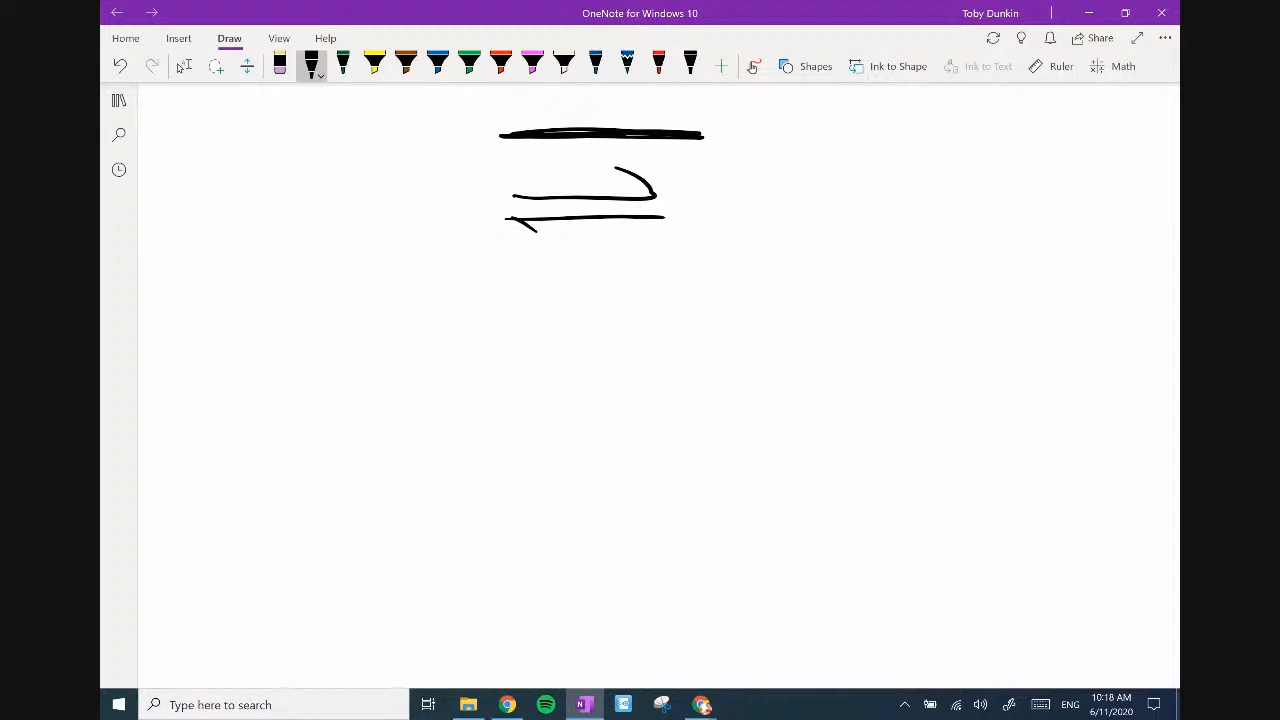 OneNote for Windows 10 Toby Dunkin
Home Insert Draw View Help Share
Shapes Ink to Shape Ink to Text Ruler Math
Type here to search ENG 10:18 AM
6/11/2020